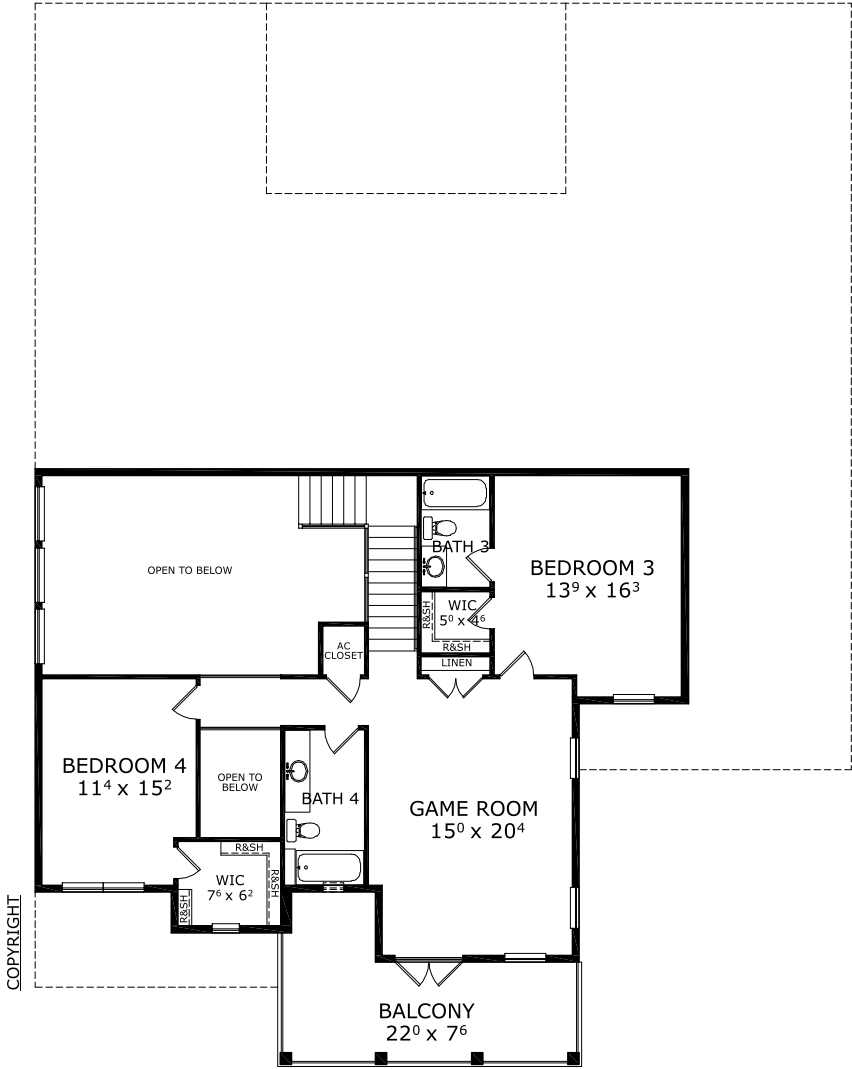 OPEN TO BELOW
BATH 3
BEDROOM 3
13⁹ x 16³
R&SH
WIC
5⁰ x 4⁶
R&SH
LINEN
AC
CLOSET
BEDROOM 4
11⁴ x 15²
OPEN TO
BELOW
BATH 4
GAME ROOM
15⁰ x 20⁴
R&SH
WIC
7⁶ x 6²
R&SH
R&SH
BALCONY
22⁰ x 7⁶
COPYRIGHT